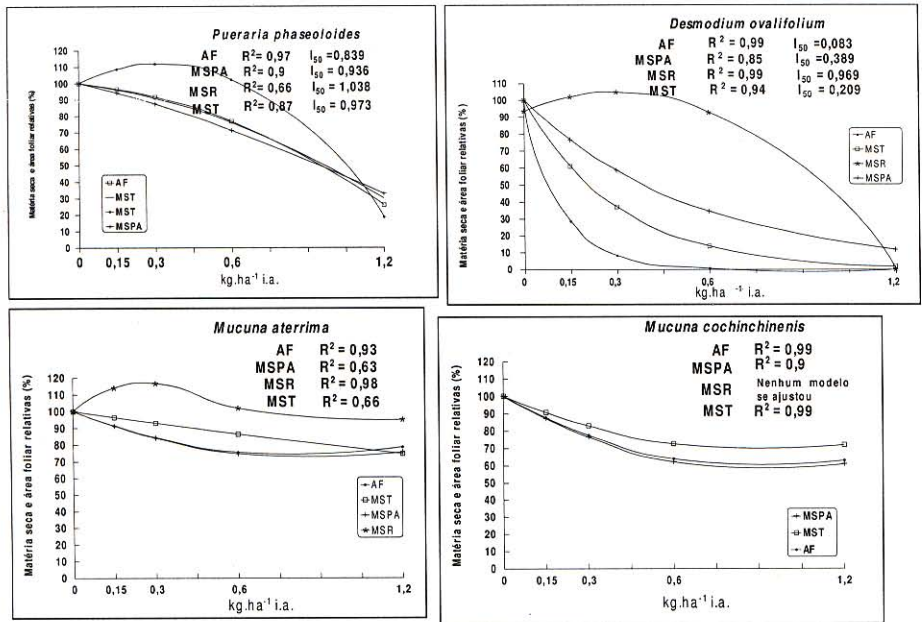 Pueraria phaseoloides
AF R²= 0,97 I50 =0,839
MSPA R²= 0,9 I50 = 0,936
MSR R²= 0,66 I50 = 1,038
MST R²= 0,87 I50 = 0,973
Matéria seca e área foliar relativas (%)
120
110
100
90
80
70
60
50
40
30
20
10
0
AF
MST
MST
MSPA
0 0,15 0,3 0,6 1,2
kg.ha⁻¹ i.a.
Desmodium ovalifolium
AF R² = 0,99 I50 =0,083
MSPA R² = 0,85 I50 =0,389
MSR R² = 0,99 I50 = 0,969
MST R² = 0,94 I50 = 0,209
Matéria seca e área foliar relativas (%)
110
100
90
80
70
60
50
40
30
20
10
0
AF
MST
MSR
MSPA
0 0,15 0,3 0,6 1,2
kg.ha⁻¹ i.a.
Mucuna aterrima
AF R² = 0,93
MSPA R² = 0,63
MSR R² = 0,98
MST R² = 0,66
Matéria seca e área foliar relativas (%)
120
110
100
90
80
70
60
50
40
30
20
10
0
AF
MST
MSPA
MSR
0 0,15 0,3 0,6 1,2
kg.ha⁻¹ i.a.
Mucuna cochinchinenis
AF R² = 0,99
MSPA R² = 0,9
MSR Nenhum modelo
se ajustou
MST R² = 0,99
Matéria seca e área foliar relativas (%)
120
110
100
90
80
70
60
50
40
30
20
10
0
MSPA
MST
AF
0 0,15 0,3 0,6 1,2
kg.ha⁻¹ i.a.